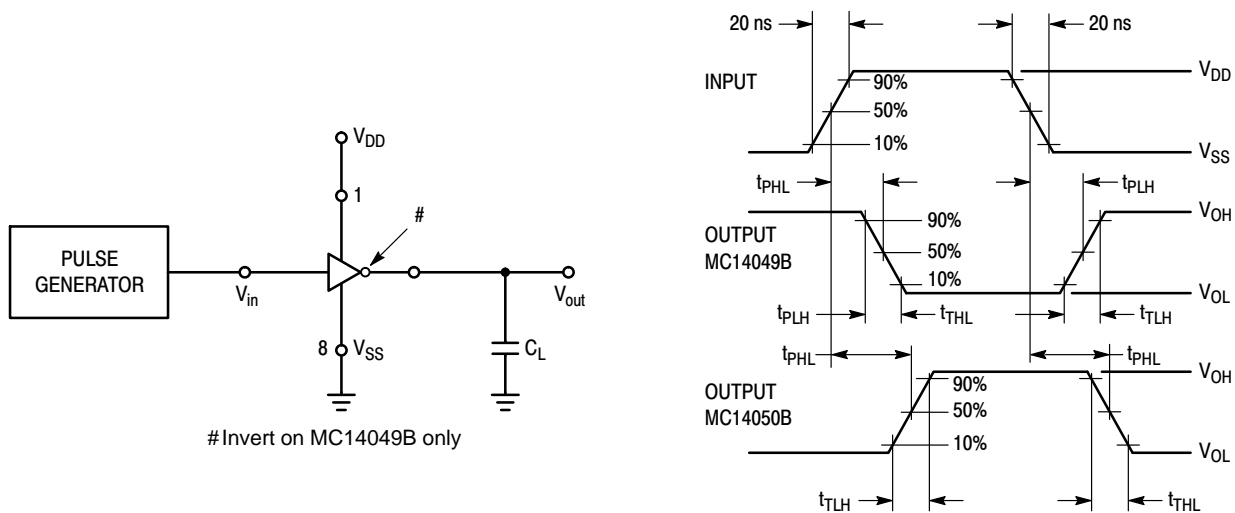 V_DD
1
#
PULSE
GENERATOR
V_in
V_out
8 V_SS
C_L
#Invert on MC14049B only
20 ns
20 ns
INPUT
V_DD
90%
50%
10%
V_SS
t_PHL
t_PLH
OUTPUT
MC14049B
V_OH
90%
50%
10%
V_OL
t_PLH
t_THL
t_TLH
t_PHL
t_PHL
OUTPUT
MC14050B
V_OH
90%
50%
10%
V_OL
t_TLH
t_THL